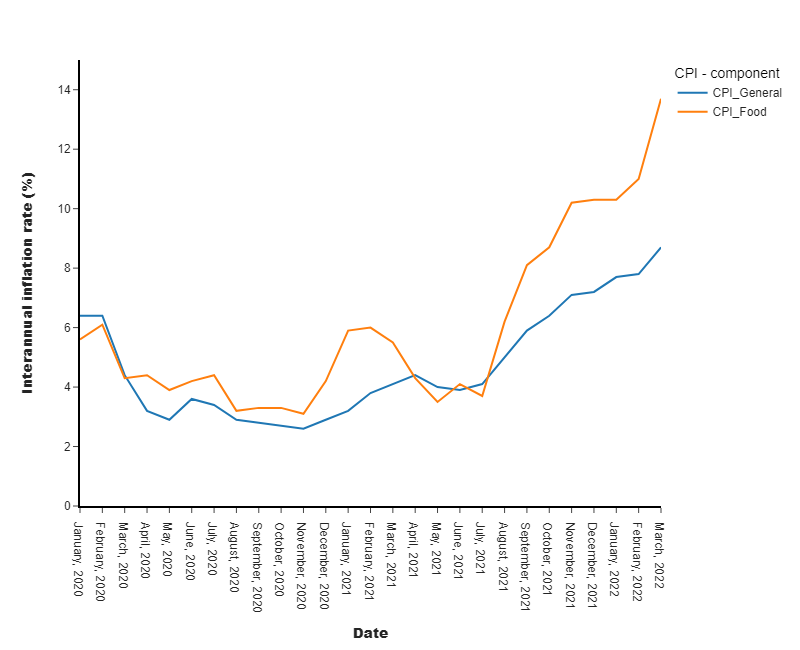 CPI - component
CPI_General
CPI_Food
Interannual inflation rate (%)
14
12
10
8
6
4
2
0
January, 2020
February, 2020
March, 2020
April, 2020
May, 2020
June, 2020
July, 2020
August, 2020
September, 2020
October, 2020
November, 2020
December, 2020
January, 2021
February, 2021
March, 2021
April, 2021
May, 2021
June, 2021
July, 2021
August, 2021
September, 2021
October, 2021
November, 2021
December, 2021
January, 2022
February, 2022
March, 2022
Date